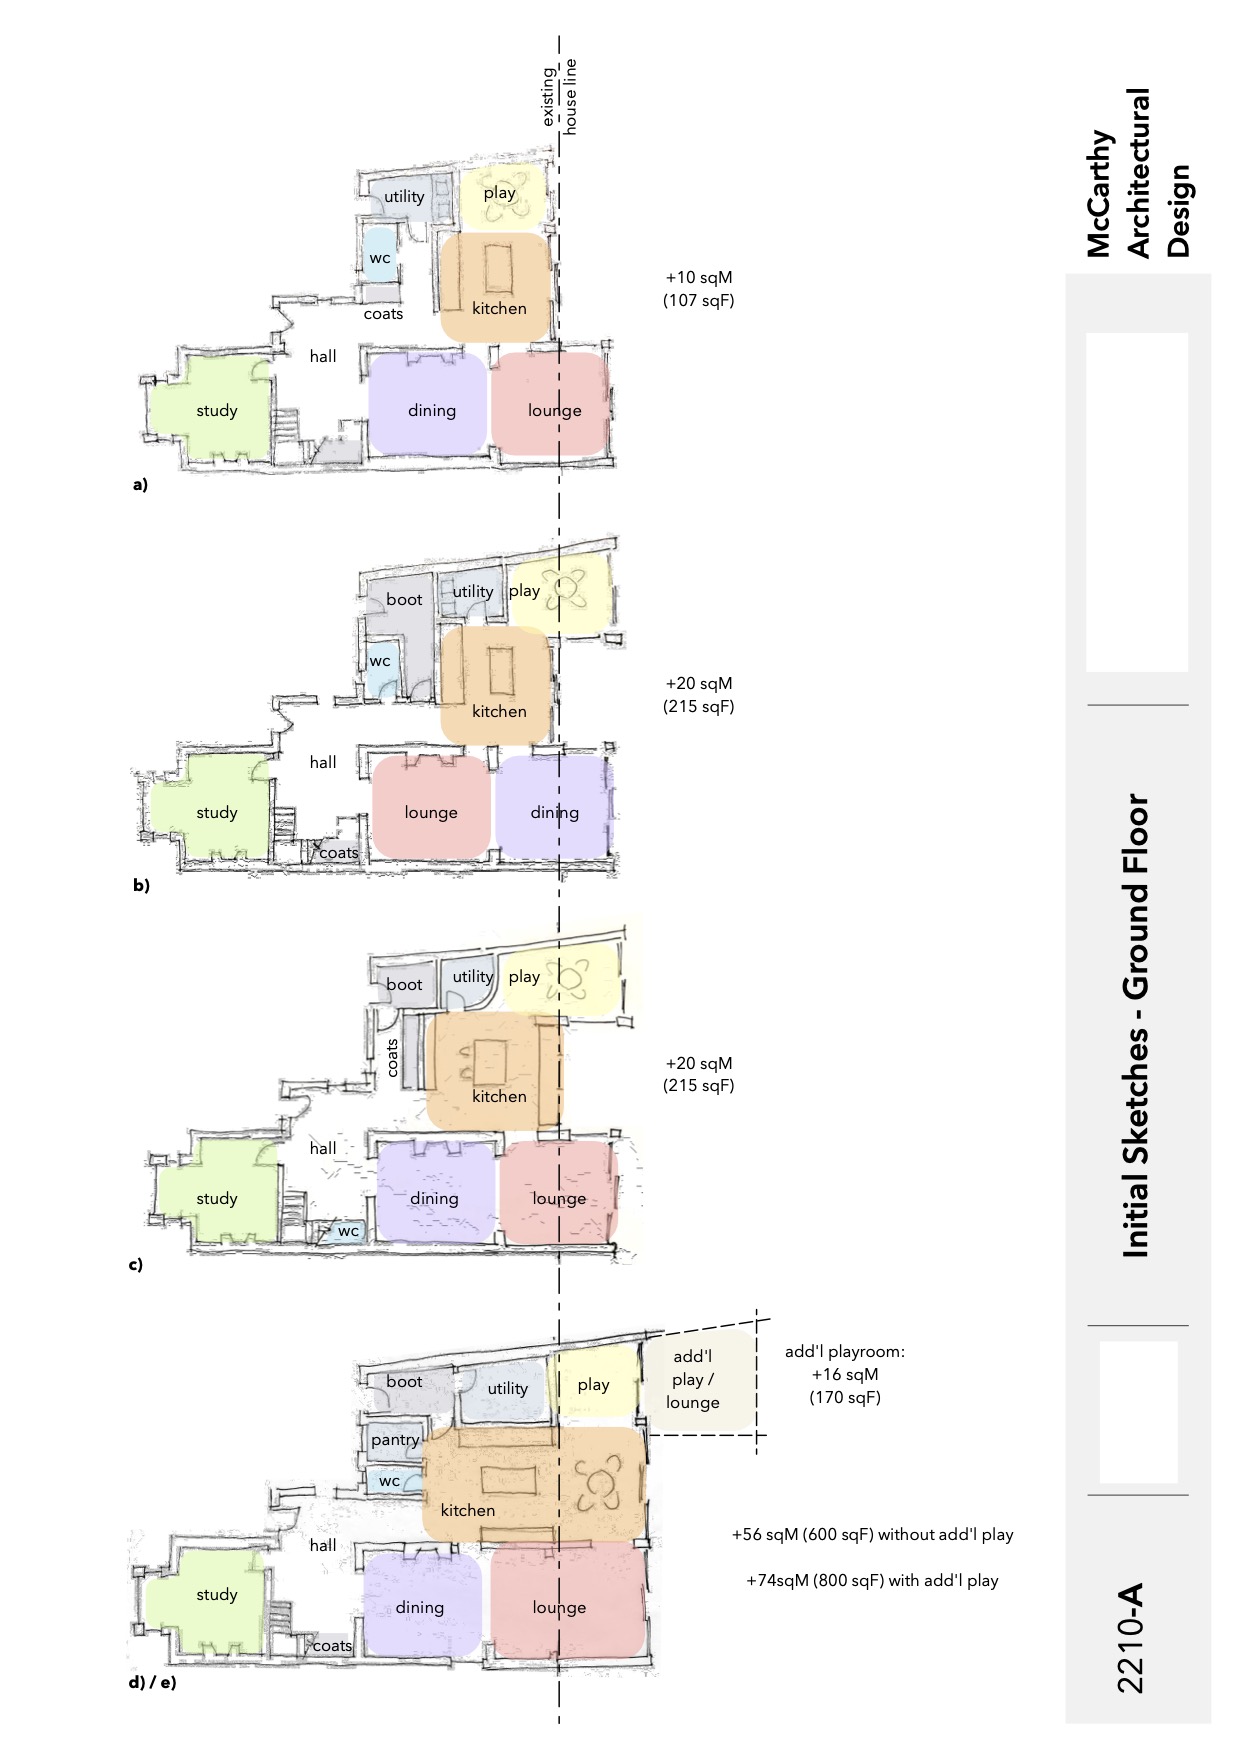 existing
house line
utility
play
wc
kitchen
coats
hall
study
dining
lounge
+10 sqM
(107 sqF)
a)
boot
utility
play
wc
kitchen
hall
study
lounge
dining
coats
+20 sqM
(215 sqF)
b)
boot
utility
play
coats
kitchen
hall
study
dining
lounge
wc
+20 sqM
(215 sqF)
c)
add'l
play /
lounge
add'l playroom:
+16 sqM
(170 sqF)
boot
utility
play
pantry
wc
kitchen
hall
study
dining
lounge
coats
+56 sqM (600 sqF) without add'l play
+74sqM (800 sqF) with add'l play
d) / e)
McCarthy
Architectural
Design
Initial Sketches - Ground Floor
2210-A